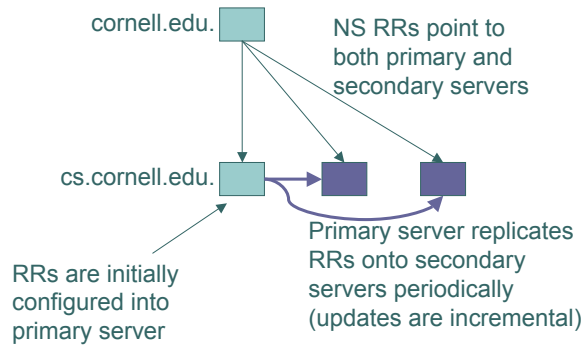 cornell.edu.
NS RRs point to
both primary and
secondary servers
cs.cornell.edu.
Primary server replicates
RRs onto secondary
servers periodically
(updates are incremental)
RRs are initially
configured into
primary server